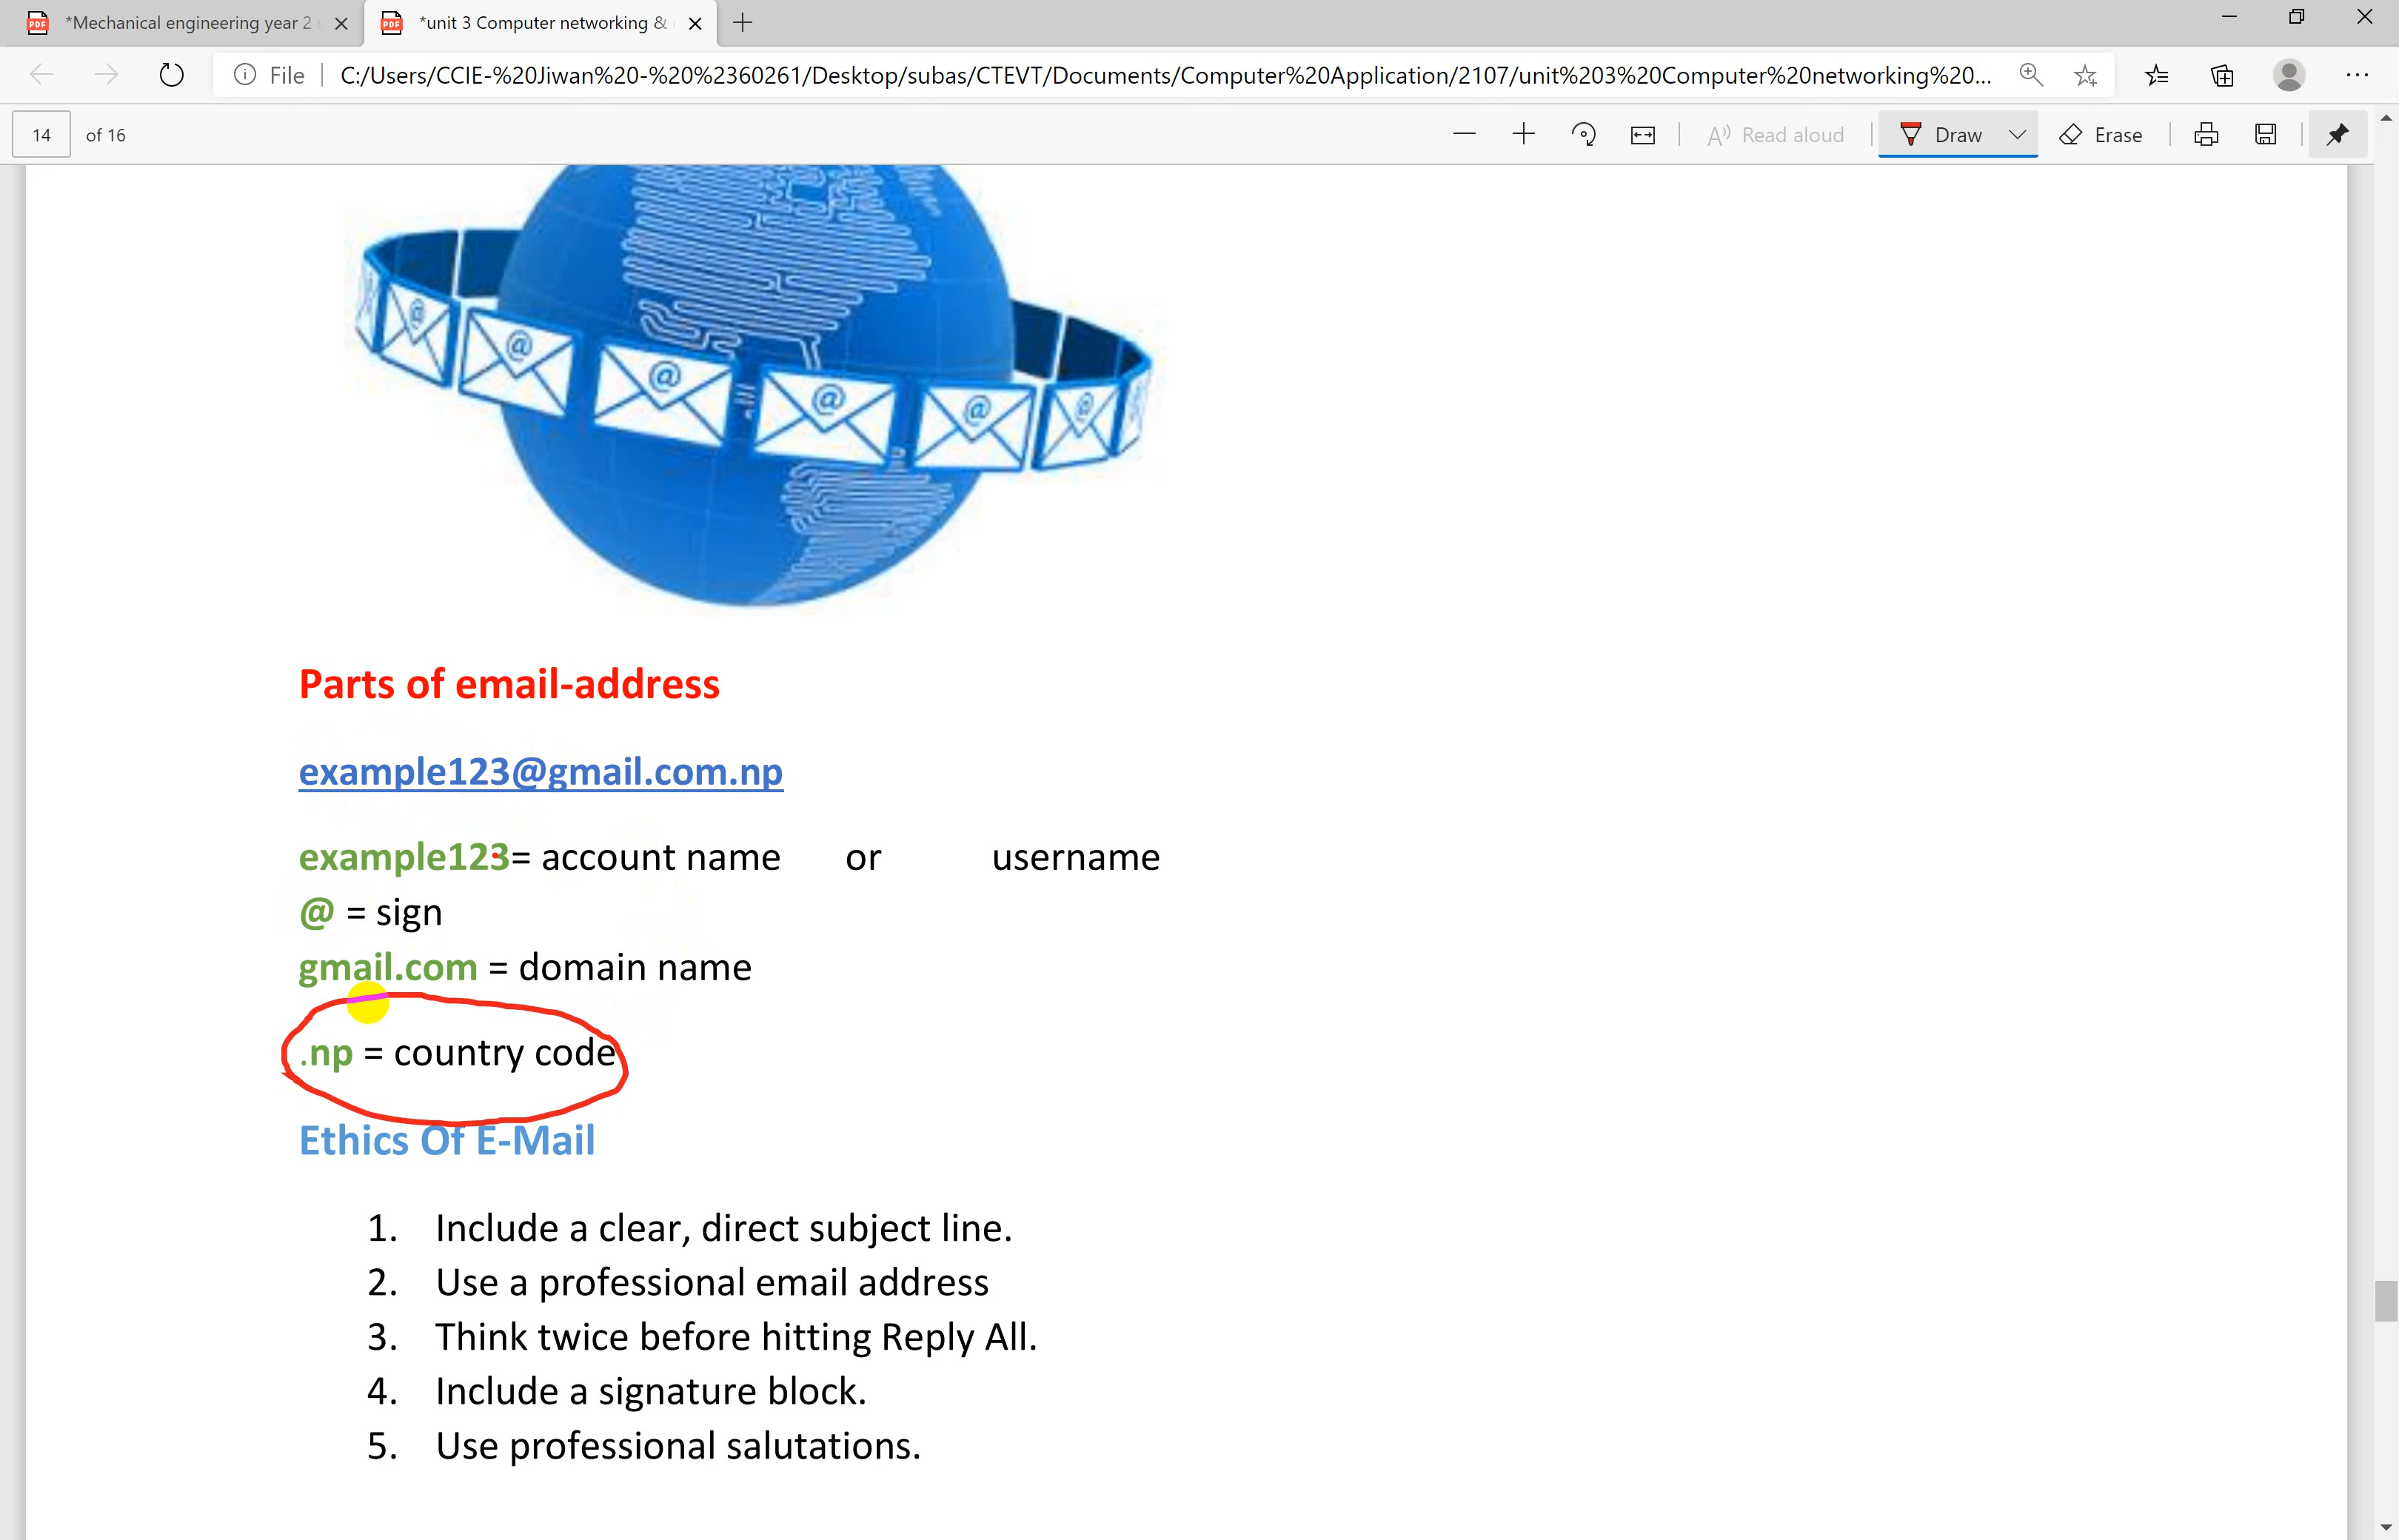 *Mechanical engineering year 2
*unit 3 Computer networking &
File
C:/Users/CCIE-%20Jiwan%20-%20%2360261/Desktop/subas/CTEVT/Documents/Computer%20Application/2107/unit%203%20Computer%20networking%20...
14 of 16
Read aloud
Draw
Erase
@ @ @ @ @ @
Parts of email-address
example123@gmail.com.np
example123= account name or username
@ = sign
gmail.com = domain name
.np = country code
Ethics Of E-Mail
1. Include a clear, direct subject line.
2. Use a professional email address
3. Think twice before hitting Reply All.
4. Include a signature block.
5. Use professional salutations.